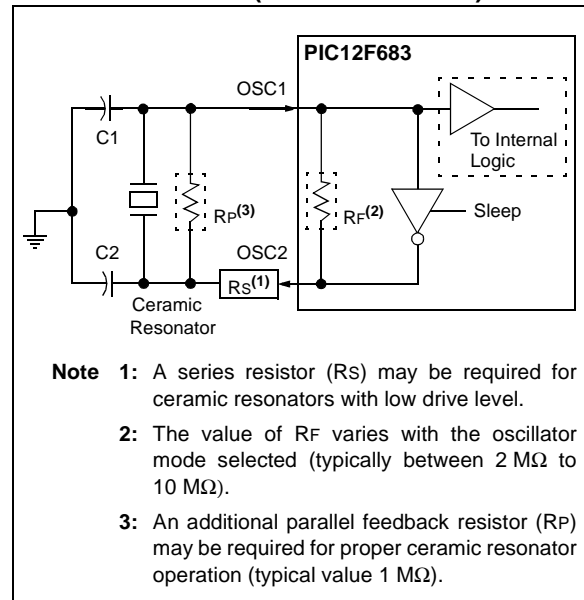 PIC12F683
OSC1
C1
To Internal
Logic
RP(3)
RF(2)
Sleep
C2
OSC2
RS(1)
Ceramic
Resonator
Note 1: A series resistor (RS) may be required for
ceramic resonators with low drive level.
2: The value of RF varies with the oscillator
mode selected (typically between 2 MΩ to
10 MΩ).
3: An additional parallel feedback resistor (RP)
may be required for proper ceramic resonator
operation (typical value 1 MΩ).